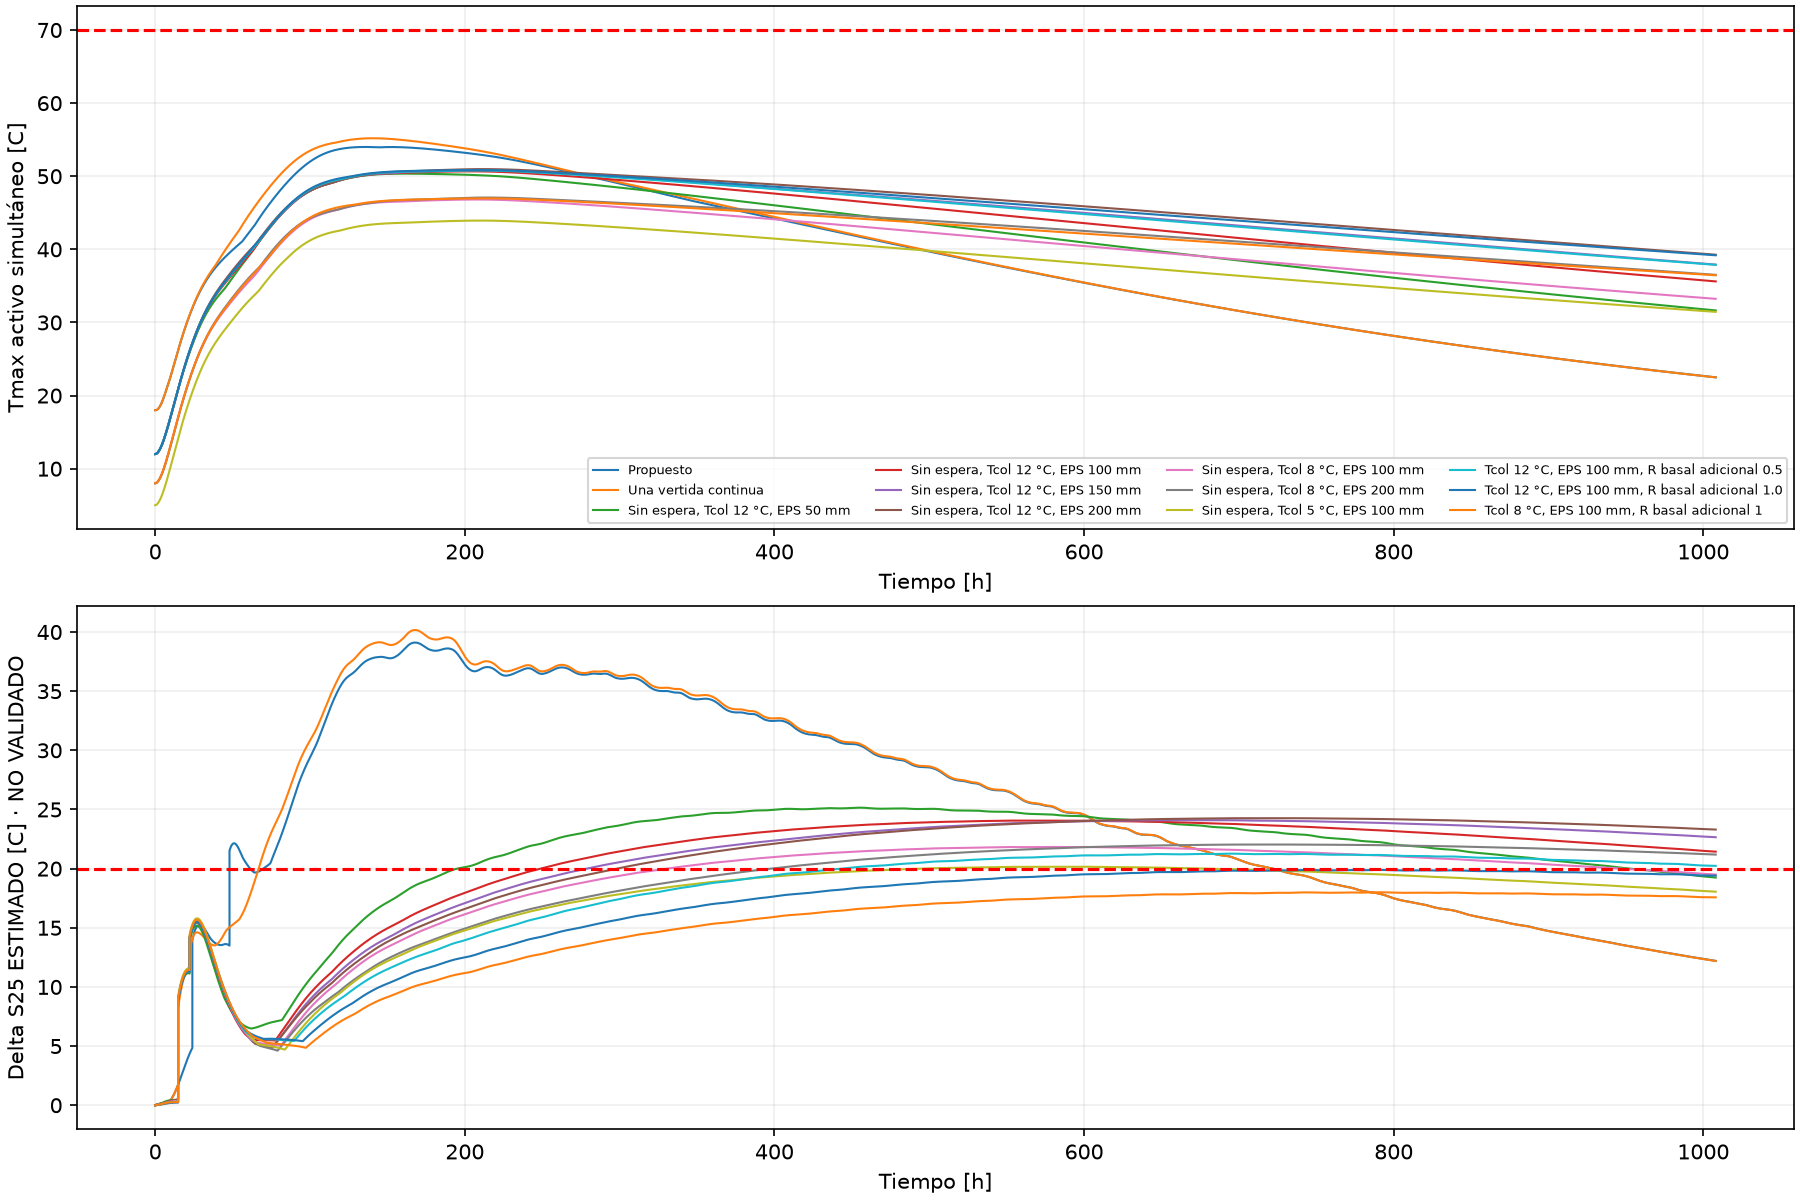 70
60
50
40
30
20
10
Tmax activo simultáneo [C]
Propuesto
Una vertida continua
Sin espera, Tcol 12 °C, EPS 50 mm
Sin espera, Tcol 12 °C, EPS 100 mm
Sin espera, Tcol 12 °C, EPS 150 mm
Sin espera, Tcol 12 °C, EPS 200 mm
Sin espera, Tcol 8 °C, EPS 100 mm
Sin espera, Tcol 8 °C, EPS 200 mm
Sin espera, Tcol 5 °C, EPS 100 mm
Tcol 12 °C, EPS 100 mm, R basal adicional 0.5
Tcol 12 °C, EPS 100 mm, R basal adicional 1.0
Tcol 8 °C, EPS 100 mm, R basal adicional 1
0 200 400 600 800 1000
Tiempo [h]
40
35
30
25
20
15
10
5
0
Delta S25 ESTIMADO [C] · NO VALIDADO
0 200 400 600 800 1000
Tiempo [h]